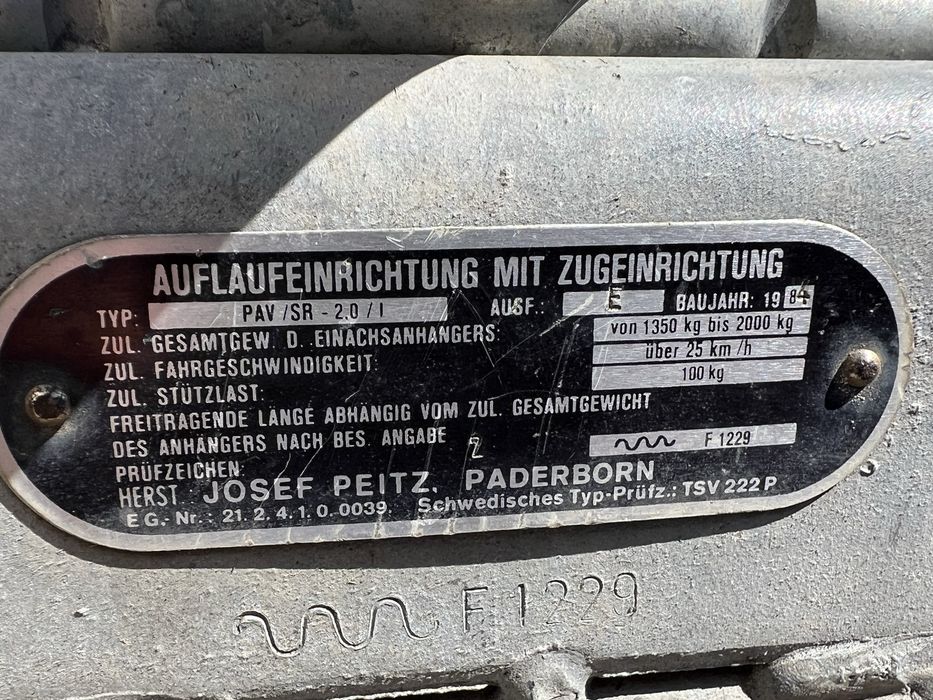 AUFLAUFEINRICHTUNG MIT ZUGEINRICHTUNG
TYP: PAV/SR - 2.0 / I AUSF.: E BAUJAHR: 1984
ZUL. GESAMTGEW. D. EINACHSANHÄNGERS: von 1350 kg bis 2000 kg
ZUL. FAHRGESCHWINDIGKEIT: über 25 km/h
ZUL. STÜTZLAST: 100 kg
FREITRAGENDE LÄNGE ABHÄNGIG VOM ZUL. GESAMTGEWICHT
DES ANHÄNGERS NACH BES. ANGABE Z
PRÜFZEICHEN: F 1229
HERST. JOSEF PEITZ, PADERBORN
E G.-Nr.: 21.2.4.1.0.0039. Schwedisches Typ-Prüfz.: TSV 222 P
F 1229